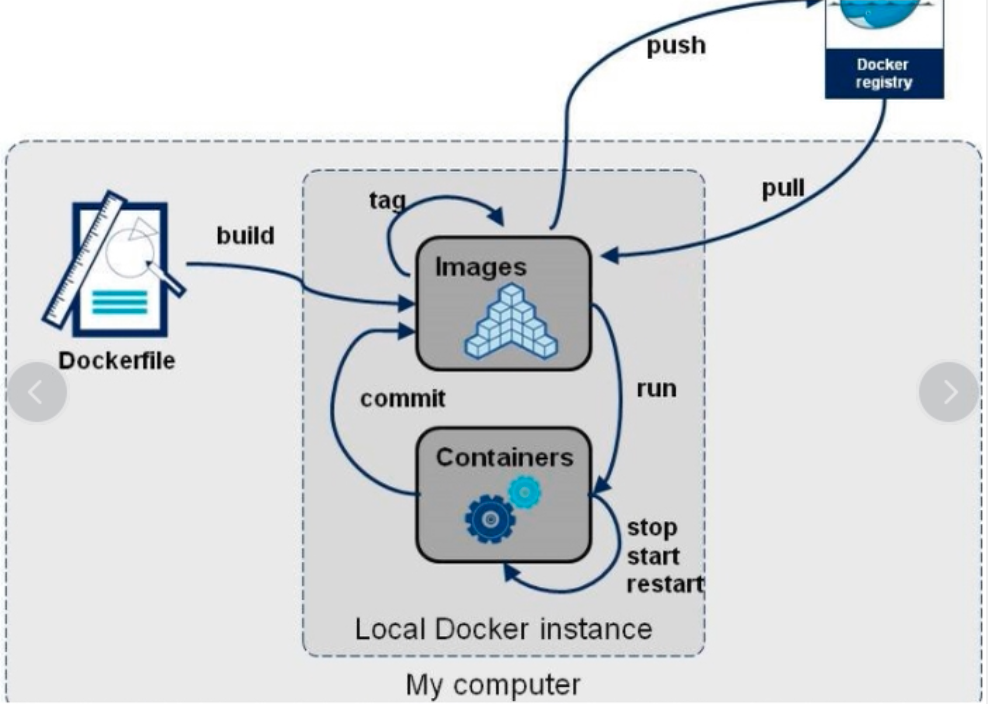 push
Docker
registry
pull
tag
build
Images
Dockerfile
run
commit
Containers
stop
start
restart
Local Docker instance
My computer